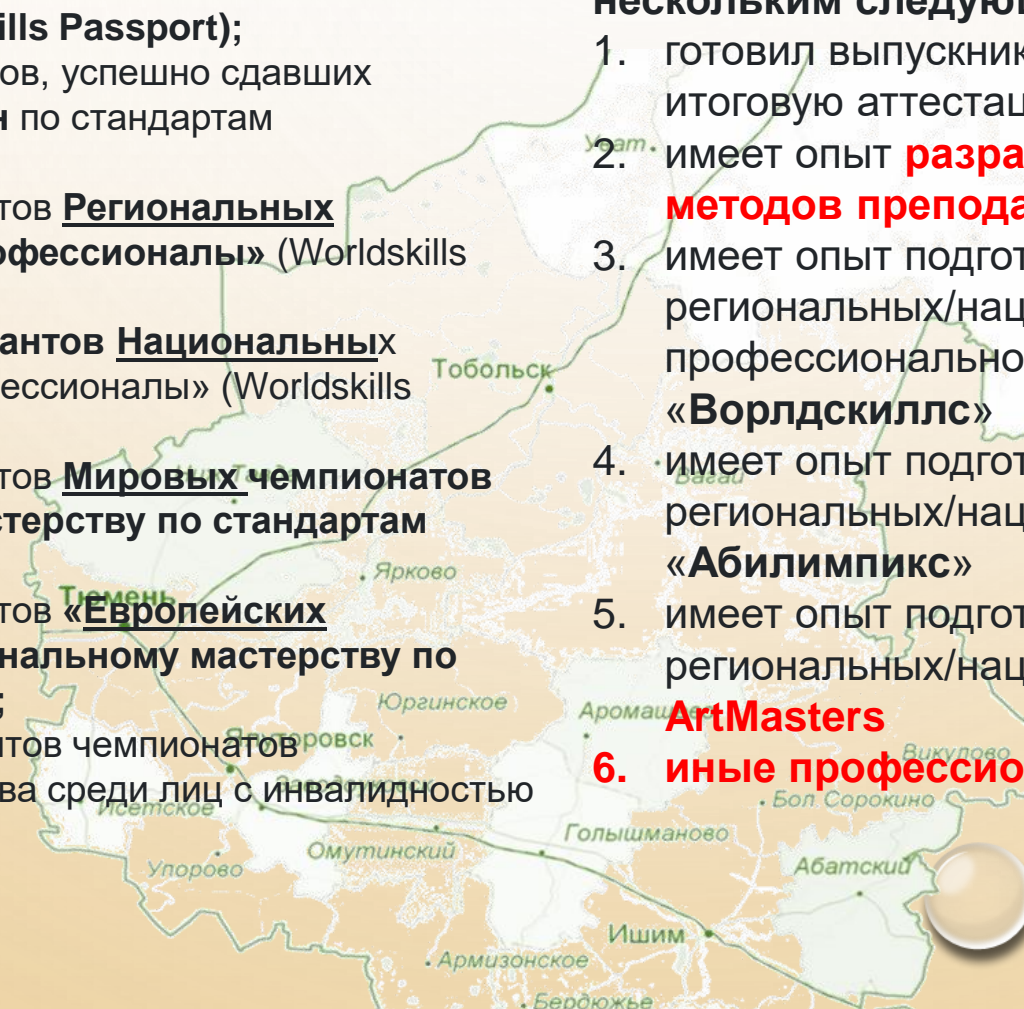 ills Passport);
ов, успешно сдавших
н по стандартам
тов Региональных
офессионалы» (Worldskills
антов Национальных
ессионалы» (Worldskills
тов Мировых чемпионатов
стерству по стандартам
тов «Европейских
нальному мастерству по
;
нтов чемпионатов
ва среди лиц с инвалидностью
нескольким следую
1. готовил выпускник
итоговую аттестац
2. имеет опыт разра
методов препода
3. имеет опыт подгот
региональных/нац
профессионально
«Ворлдскиллс»
4. имеет опыт подгот
региональных/нац
«Абилимпикс»
5. имеет опыт подгот
региональных/нац
ArtMasters
6. иные профессио
Уват
Тобольск
Вагай
Ярково
Тюмень
Юргинское
Аромашево
Ялуторовск
Викулово
Заводоуковск
Исетское
Бол. Сорокино
Голышманово
Омутинский
Упорово
Абатский
Ишим
Армизонское
Бердюжье